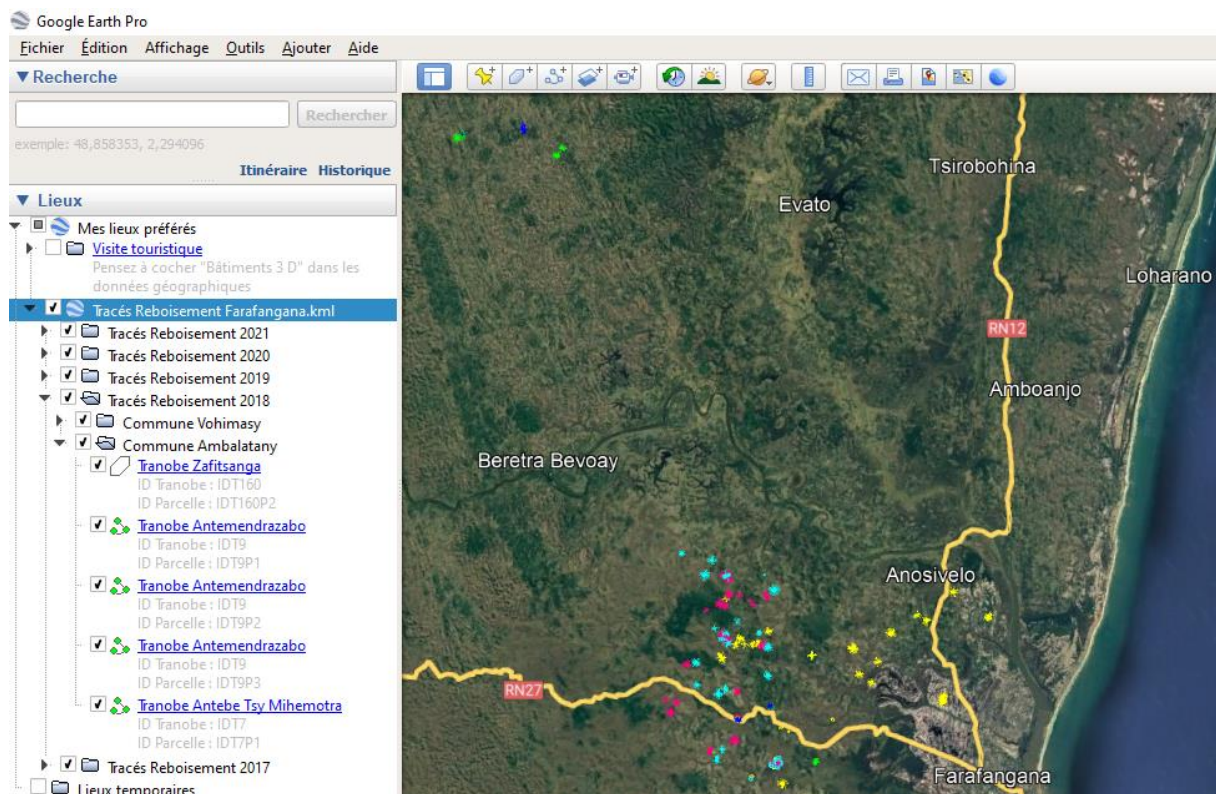 Google Earth Pro
Fichier Édition Affichage Outils Ajouter Aide
Recherche
Rechercher
exemple: 48,858353, 2,294096
Itinéraire Historique
Lieux
Mes lieux préférés
Visite touristique
Pensez à cocher "Bâtiments 3 D" dans les
données géographiques
Tracés Reboisement Farafangana.kml
Tracés Reboisement 2021
Tracés Reboisement 2020
Tracés Reboisement 2019
Tracés Reboisement 2018
Commune Vohimasy
Commune Ambalatany
Tranobe Zafitsanga
ID Tranobe : IDT160
ID Parcelle : IDT160P2
Tranobe Antemendrazabo
ID Tranobe : IDT9
ID Parcelle : IDT9P1
Tranobe Antemendrazabo
ID Tranobe : IDT9
ID Parcelle : IDT9P2
Tranobe Antemendrazabo
ID Tranobe : IDT9
ID Parcelle : IDT9P3
Tranobe Antebe Tsy Mihemotra
ID Tranobe : IDT7
ID Parcelle : IDT7P1
Tracés Reboisement 2017
Lieux temporaires
Tsirobohina
Evato
Loharano
RN12
Amboanjo
Beretra Bevoay
Anosivelo
RN27
Farafangana